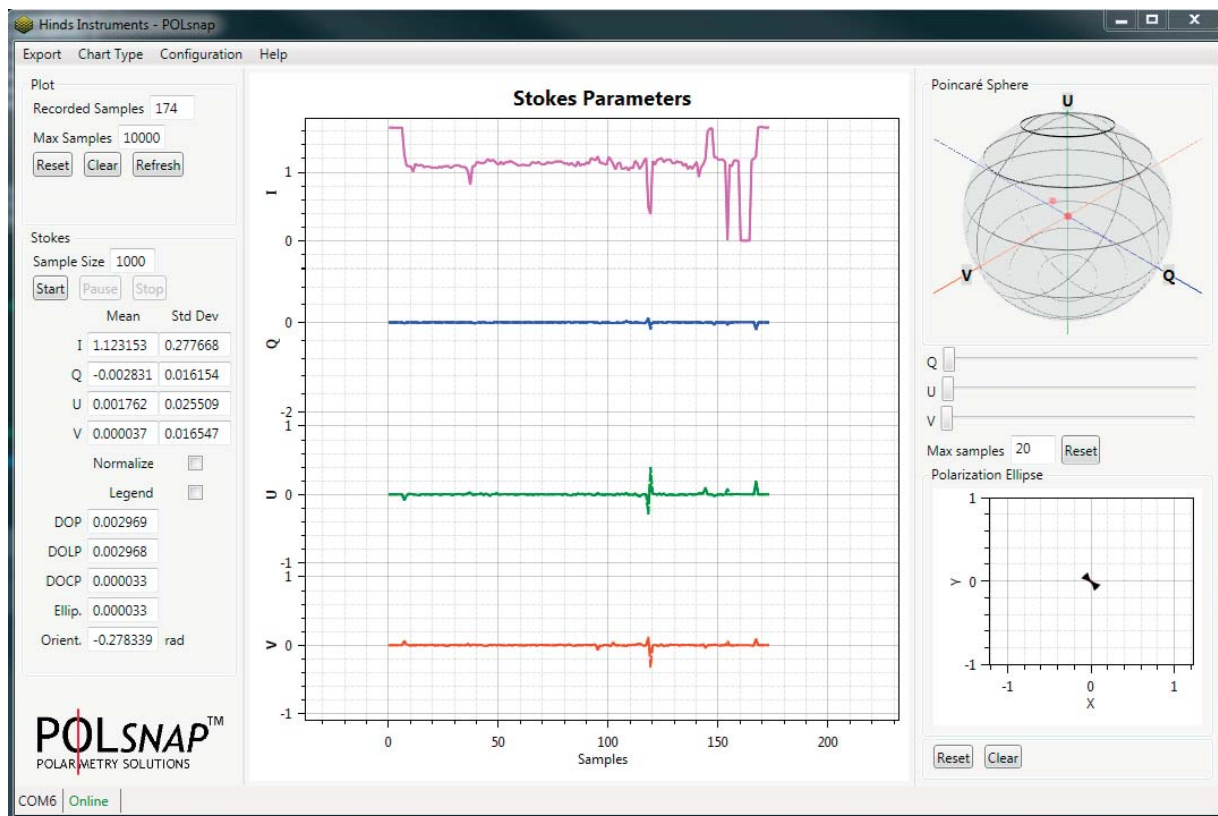 Hinds Instruments - POLsnap
Export Chart Type Configuration Help
Plot
Recorded Samples 174
Max Samples 10000
Reset Clear Refresh
Stokes
Sample Size 1000
Start Pause Stop
Mean Std Dev
I 1.123153 0.277668
Q -0.002831 0.016154
U 0.001762 0.025509
V 0.000037 0.016547
Normalize
Legend
DOP 0.002969
DOLP 0.002968
DOCP 0.000033
Ellip. 0.000033
Orient. -0.278339 rad
POLSNAP™
POLARIMETRY SOLUTIONS
COM6 Online
Stokes Parameters
I
1
0
Q
0
-2
U
1
0
-1
V
1
0
-1
0 50 100 150 200
Samples
Poincaré Sphere
U
V
Q
Q
U
V
Max samples 20 Reset
Polarization Ellipse
1
Y 0
-1
-1 0 1
X
Reset Clear